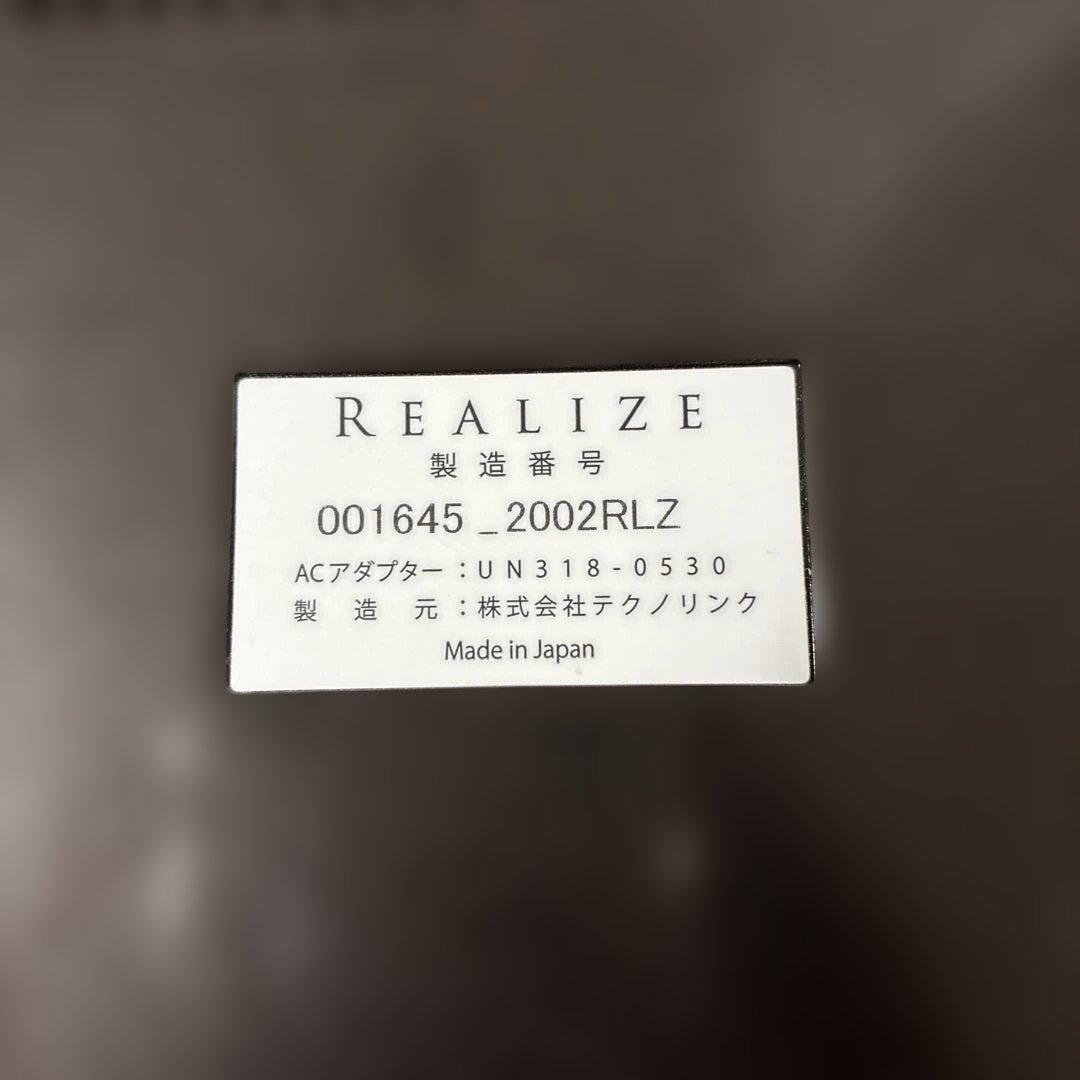 REALIZE
製造番号
001645_2002RLZ
ACアダプター：UN318-0530
製造元：株式会社テクノリンク
Made in Japan